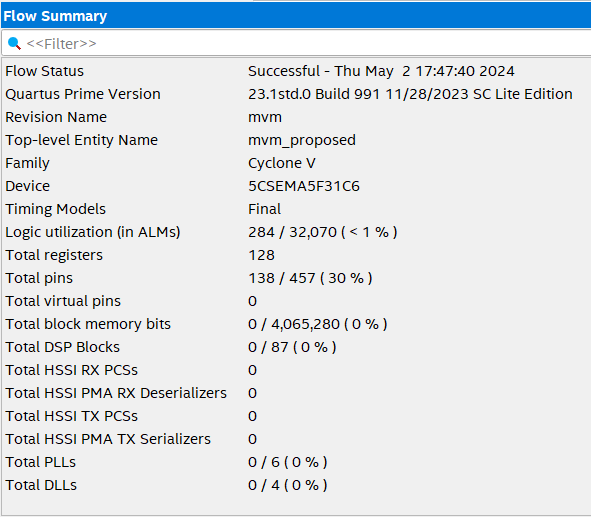 Flow Summary
<<Filter>>
Flow Status Successful - Thu May 2 17:47:40 2024
Quartus Prime Version 23.1std.0 Build 991 11/28/2023 SC Lite Edition
Revision Name mvm
Top-level Entity Name mvm_proposed
Family Cyclone V
Device 5CSEMA5F31C6
Timing Models Final
Logic utilization (in ALMs) 284 / 32,070 ( < 1 % )
Total registers 128
Total pins 138 / 457 ( 30 % )
Total virtual pins 0
Total block memory bits 0 / 4,065,280 ( 0 % )
Total DSP Blocks 0 / 87 ( 0 % )
Total HSSI RX PCSs 0
Total HSSI PMA RX Deserializers 0
Total HSSI TX PCSs 0
Total HSSI PMA TX Serializers 0
Total PLLs 0 / 6 ( 0 % )
Total DLLs 0 / 4 ( 0 % )